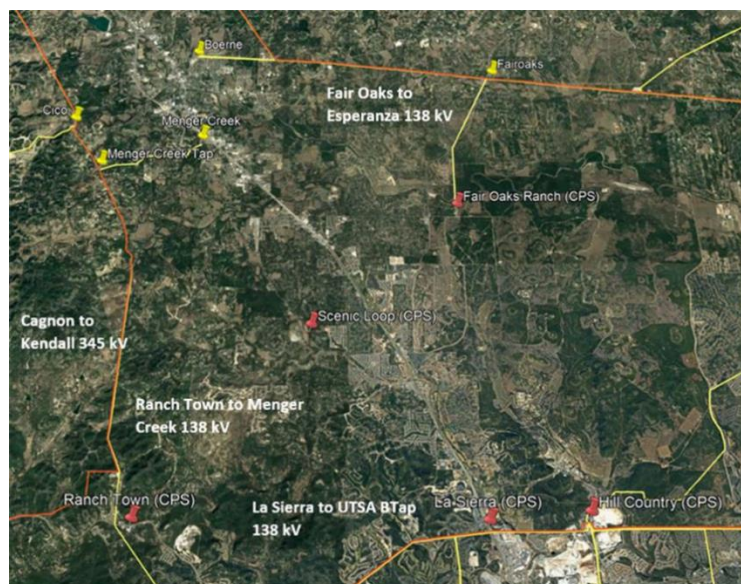 Boerne
Fairoaks
Fair Oaks to
Esperanza 138 kV
Cico
Menger Creek
Menger Creek Tap
Fair Oaks Ranch (CPS)
Scenic Loop (CPS)
Cagnon to
Kendall 345 kV
Ranch Town to Menger
Creek 138 kV
Ranch Town (CPS)
La Sierra (CPS)
Hill Country (CPS)
La Sierra to UTSA BTap
138 kV